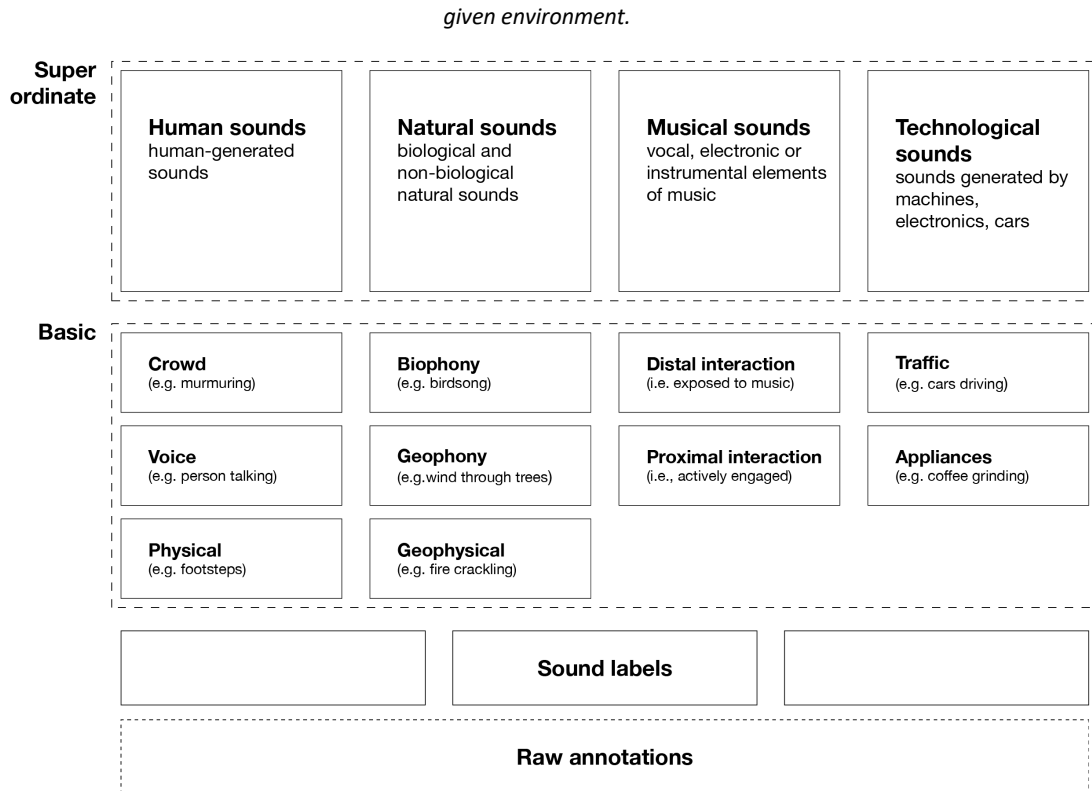 given environment.
Super
ordinate
Human sounds
human-generated
sounds
Natural sounds
biological and
non-biological
natural sounds
Musical sounds
vocal, electronic or
instrumental elements
of music
Technological
sounds
sounds generated by
machines,
electronics, cars
Basic
Crowd
(e.g. murmuring)
Biophony
(e.g. birdsong)
Distal interaction
(i.e. exposed to music)
Traffic
(e.g. cars driving)
Voice
(e.g. person talking)
Geophony
(e.g.wind through trees)
Proximal interaction
(i.e., actively engaged)
Appliances
(e.g. coffee grinding)
Physical
(e.g. footsteps)
Geophysical
(e.g. fire crackling)
Sound labels
Raw annotations